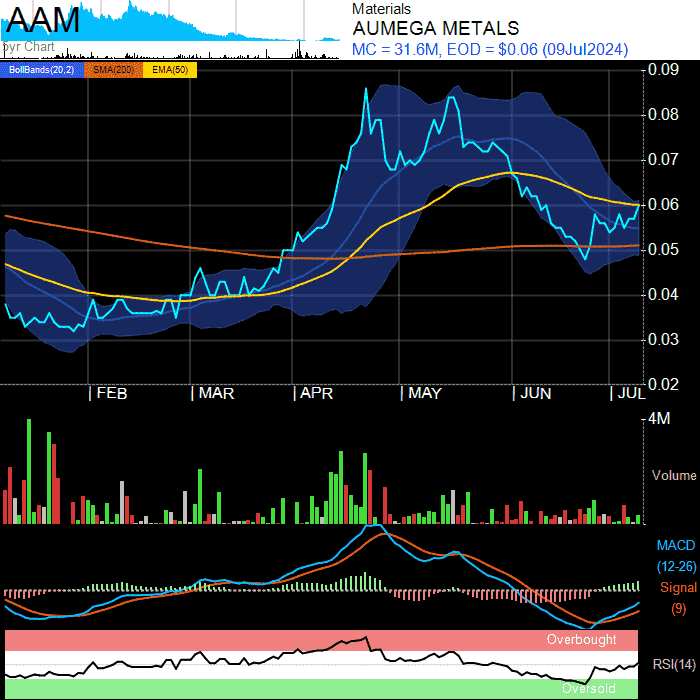 AAM
5yr Chart
Materials
AUMEGA METALS
MC = 31.6M, EOD = $0.06 (09Jul2024)
BollBands(20,2) SMA(200) EMA(50)
0.09
0.08
0.07
0.06
0.05
0.04
0.03
0.02
FEB MAR APR MAY JUN JUL
4M
Volume
MACD
(12-26)
Signal
(9)
Overbought
RSI(14)
Oversold